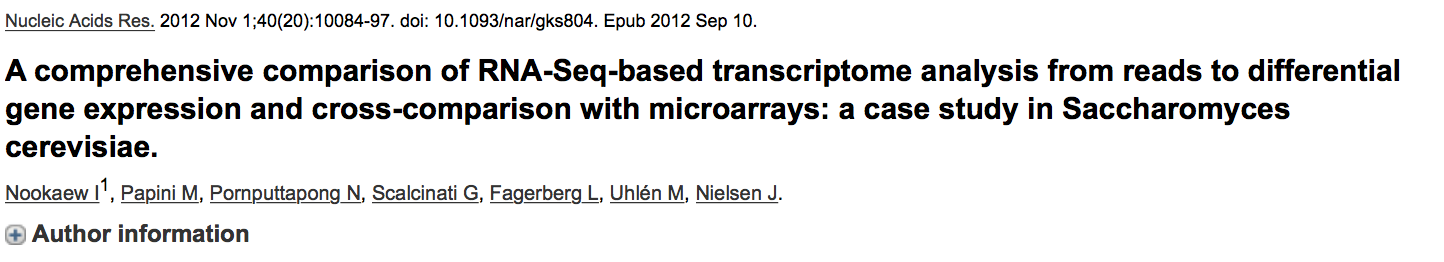 Nucleic Acids Res. 2012 Nov 1;40(20):10084-97. doi: 10.1093/nar/gks804. Epub 2012 Sep 10.
A comprehensive comparison of RNA-Seq-based transcriptome analysis from reads to differential
gene expression and cross-comparison with microarrays: a case study in Saccharomyces
cerevisiae.
Nookaew I1, Papini M, Pornputtapong N, Scalcinati G, Fagerberg L, Uhlén M, Nielsen J.
Author information